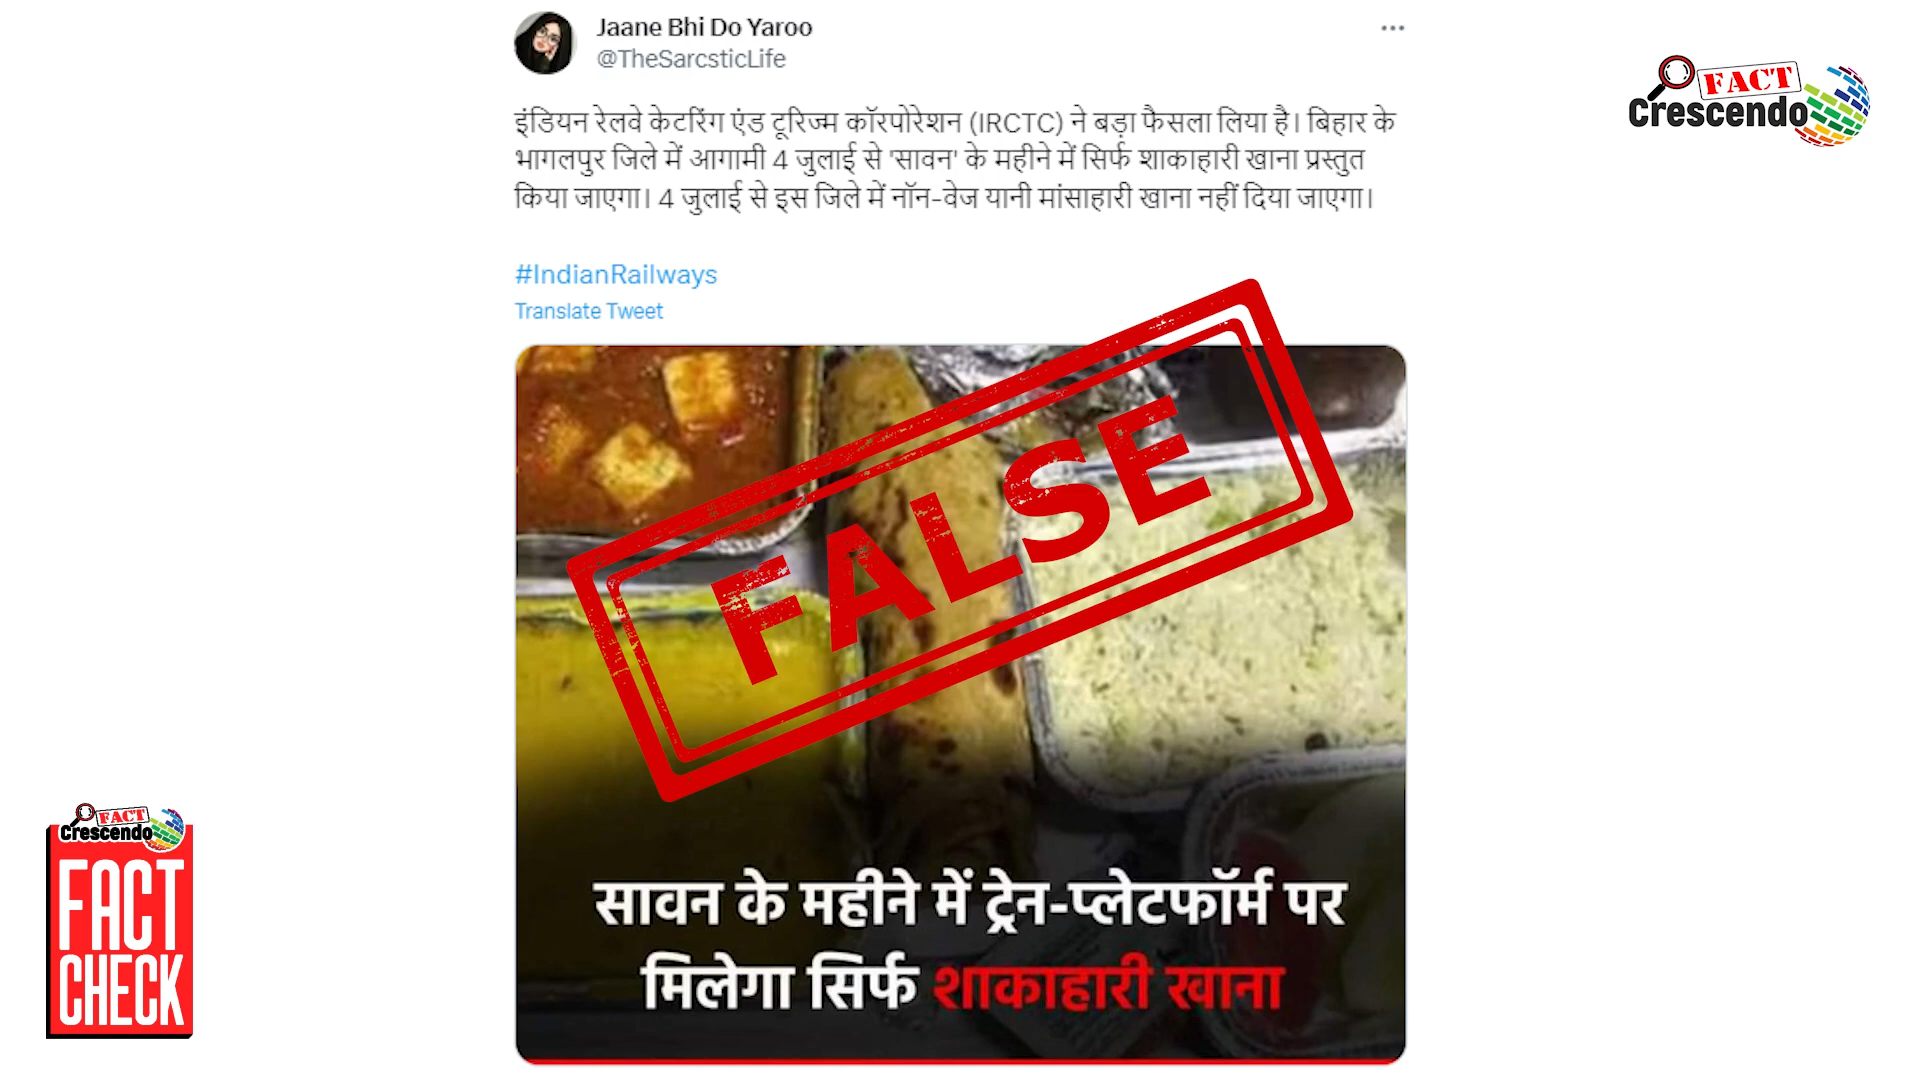 Jaane Bhi Do Yaroo
@TheSarcsticLife
इंडियन रेलवे केटरिंग एंड टूरिज्म कॉरपोरेशन (IRCTC) ने बड़ा फैसला लिया है। बिहार के
भागलपुर जिले में आगामी 4 जुलाई से 'सावन' के महीने में सिर्फ शाकाहारी खाना प्रस्तुत
किया जाएगा। 4 जुलाई से इस जिले में नॉन-वेज यानी मांसाहारी खाना नहीं दिया जाएगा।
#IndianRailways
Translate Tweet
FALSE
सावन के महीने में ट्रेन-प्लेटफॉर्म पर
मिलेगा सिर्फ शाकाहारी खाना
FACT
Crescendo
FACT
Crescendo
FACT
CHECK